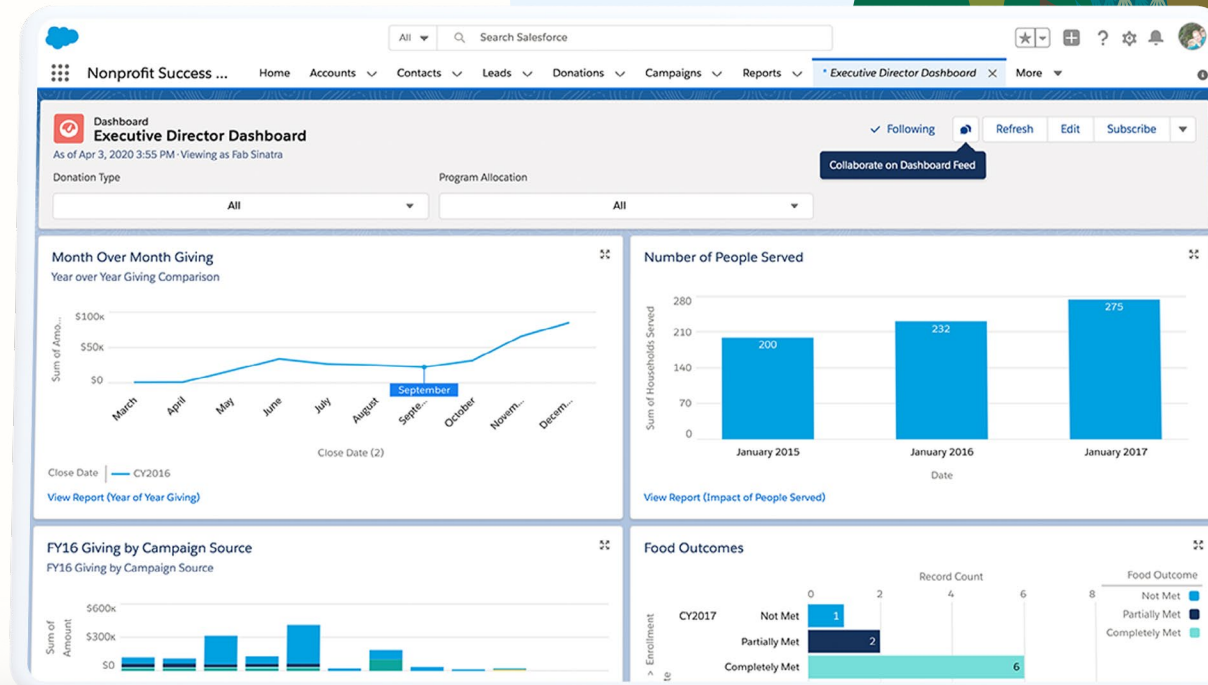 All
Search Salesforce
Nonprofit Success ...
Home Accounts Contacts Leads Donations Campaigns Reports * Executive Director Dashboard More
Dashboard
Executive Director Dashboard
As of Apr 3, 2020 3:55 PM·Viewing as Fab Sinatra
Following Refresh Edit Subscribe
Collaborate on Dashboard Feed
Donation Type
All
Program Allocation
All
Month Over Month Giving
Year over Year Giving Comparison
Sum of Amo...
$100K
$50K
$0
September
March April May June July August Septe... October Novem... Decem...
Close Date (2)
Close Date CY2016
View Report (Year of Year Giving)
Number of People Served
Sum of Households Served
280
210
140
70
0
200
232
275
January 2015 January 2016 January 2017
Date
View Report (Impact of People Served)
FY16 Giving by Campaign Source
FY16 Giving by Campaign Source
Sum of
Amount
$600K
$300K
$0
Food Outcomes
Record Count
0 2 4 6 8
> Enrollment
te
CY2017
Not Met 1
Partially Met 2
Completely Met 6
Food Outcome
Not Met
Partially Met
Completely Met